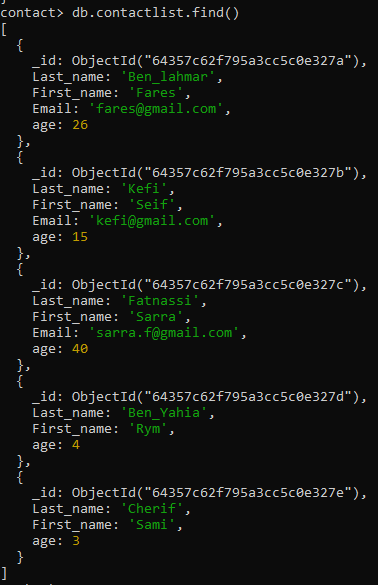 contact> db.contactlist.find()
[
  {
    _id: ObjectId("64357c62f795a3cc5c0e327a"),
    Last_name: 'Ben_lahmar',
    First_name: 'Fares',
    Email: 'fares@gmail.com',
    age: 26
  },
  {
    _id: ObjectId("64357c62f795a3cc5c0e327b"),
    Last_name: 'Kefi',
    First_name: 'Seif',
    Email: 'kefi@gmail.com',
    age: 15
  },
  {
    _id: ObjectId("64357c62f795a3cc5c0e327c"),
    Last_name: 'Fatnassi',
    First_name: 'Sarra',
    Email: 'sarra.f@gmail.com',
    age: 40
  },
  {
    _id: ObjectId("64357c62f795a3cc5c0e327d"),
    Last_name: 'Ben_Yahia',
    First_name: 'Rym',
    age: 4
  },
  {
    _id: ObjectId("64357c62f795a3cc5c0e327e"),
    Last_name: 'Cherif',
    First_name: 'Sami',
    age: 3
  }
]